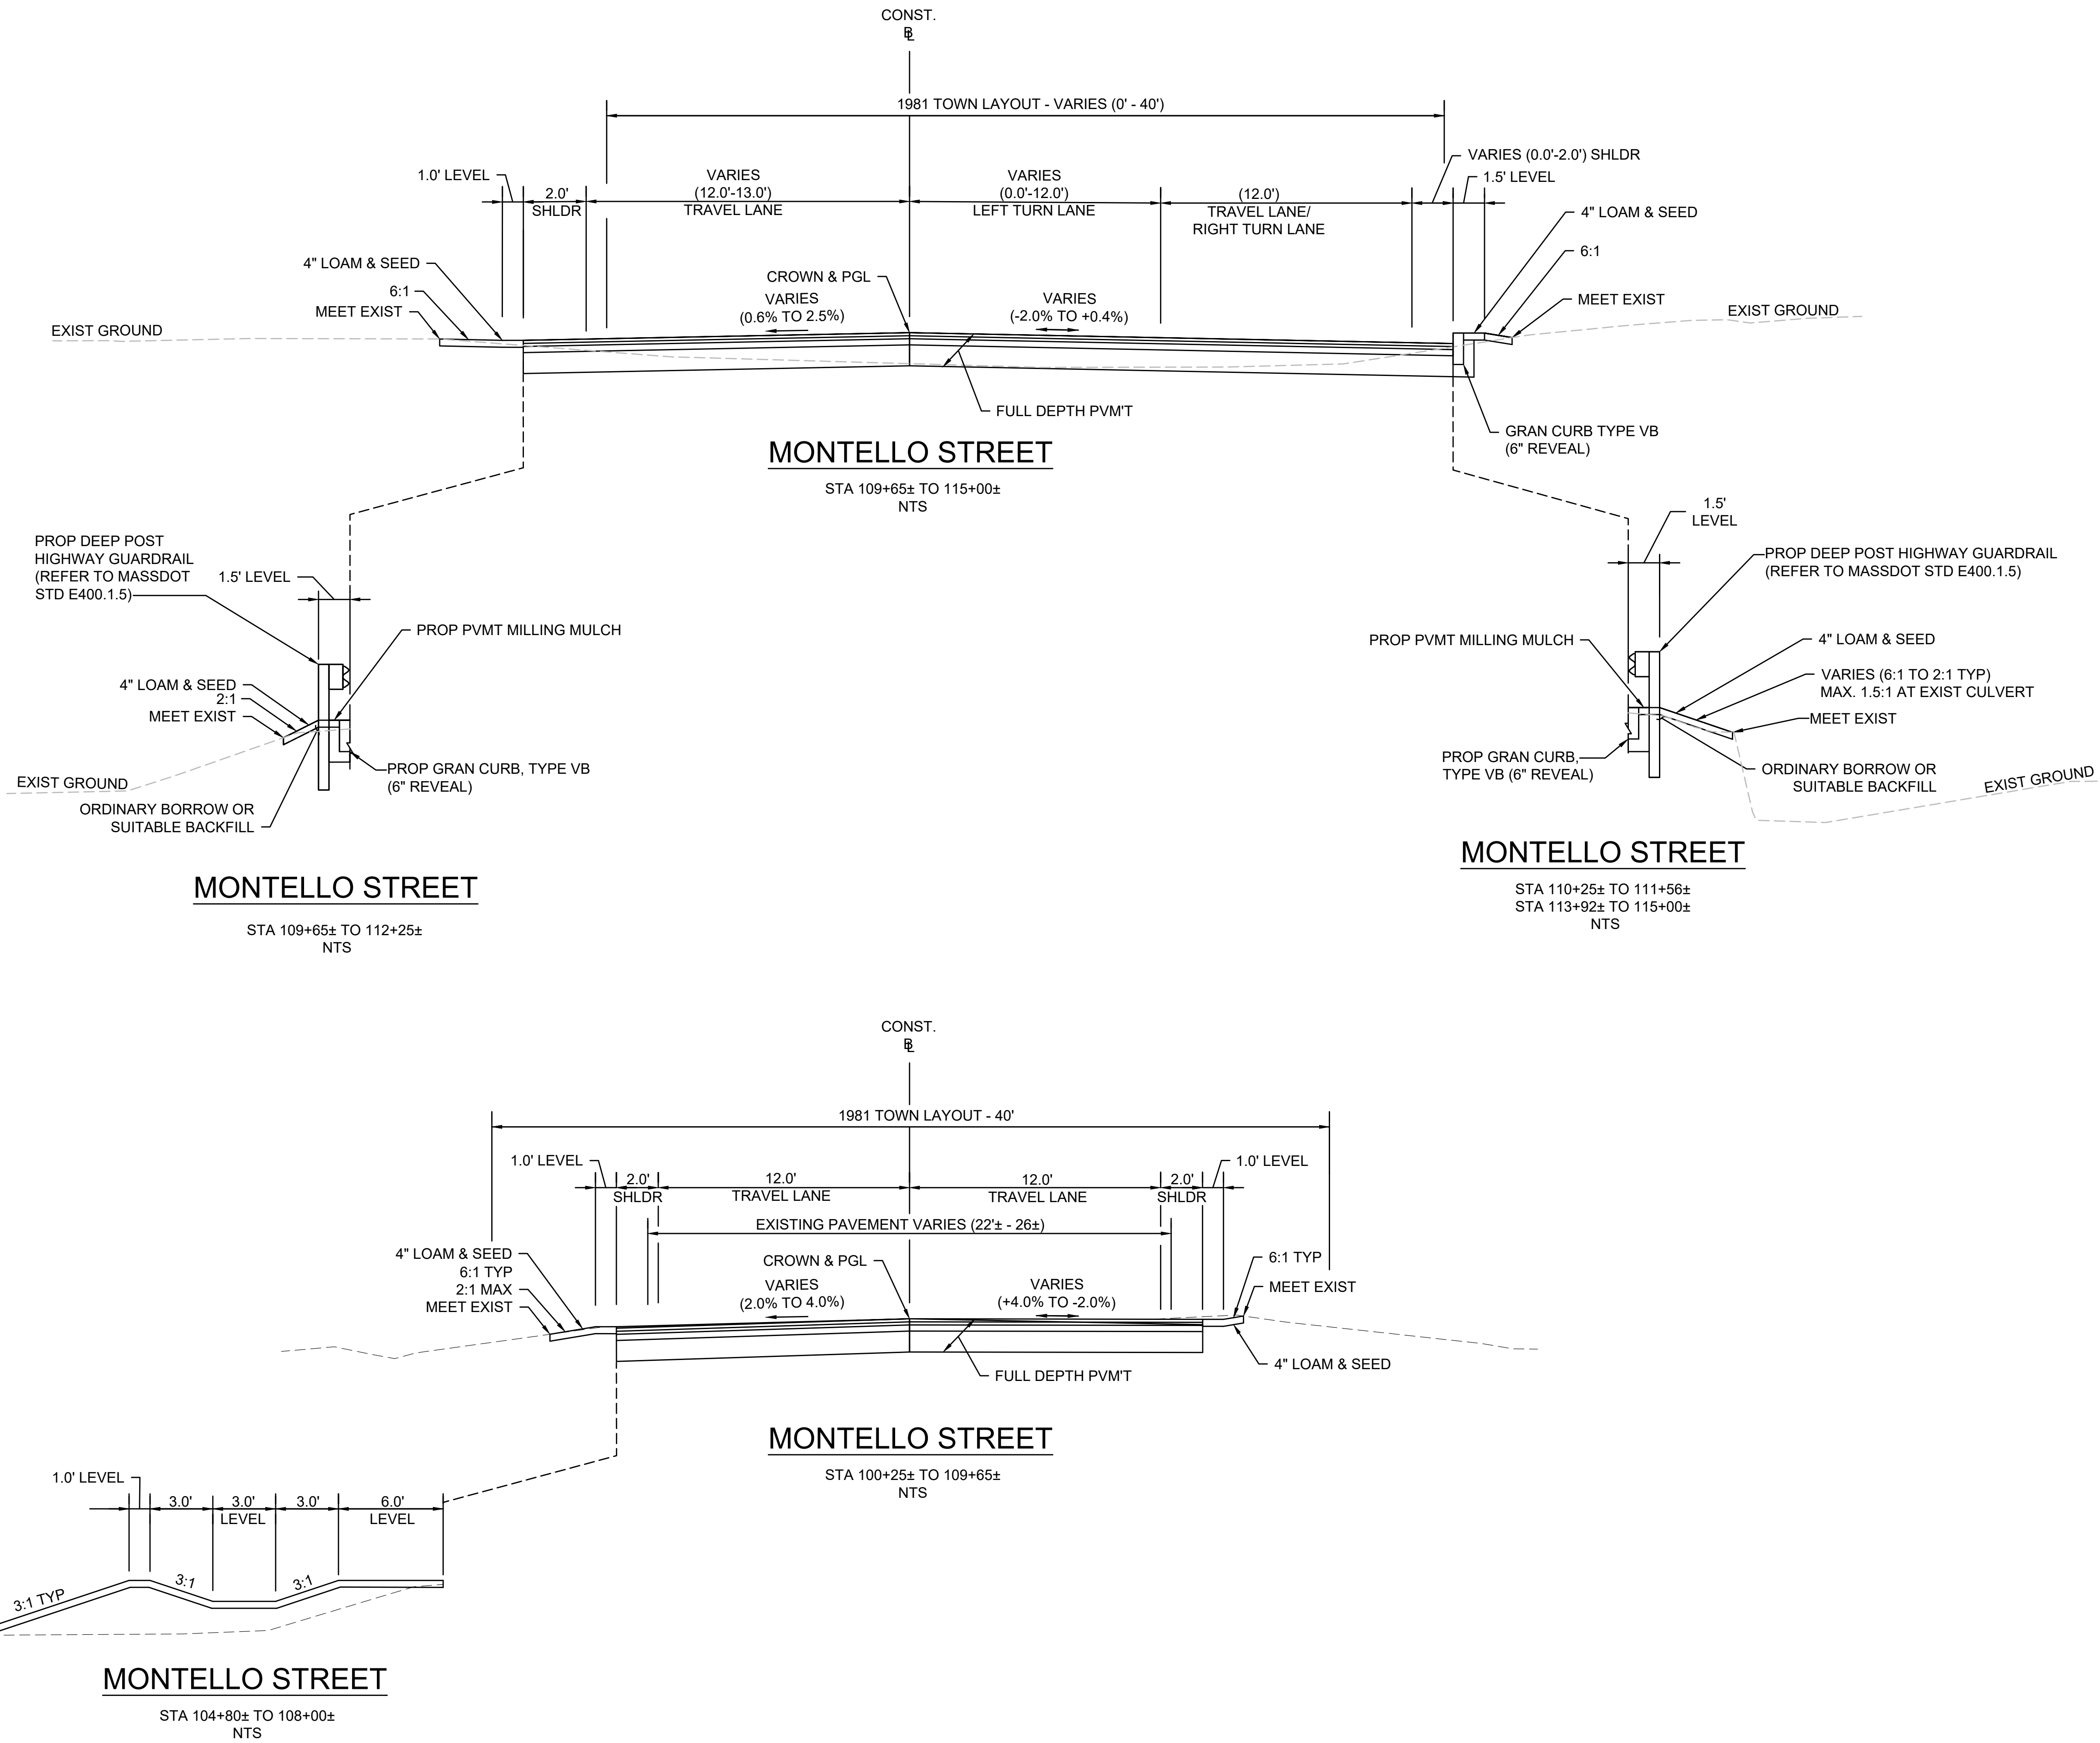 CONST.
BL
1981 TOWN LAYOUT - VARIES (0' - 40')
VARIES (0.0'-2.0') SHLDR
1.0' LEVEL
2.0'
SHLDR
VARIES
(12.0'-13.0')
TRAVEL LANE
VARIES
(0.0'-12.0')
LEFT TURN LANE
(12.0')
TRAVEL LANE/
RIGHT TURN LANE
1.5' LEVEL
4" LOAM & SEED
6:1
MEET EXIST
EXIST GROUND
4" LOAM & SEED
6:1
MEET EXIST
EXIST GROUND
CROWN & PGL
VARIES
(0.6% TO 2.5%)
VARIES
(-2.0% TO +0.4%)
FULL DEPTH PVM'T
GRAN CURB TYPE VB
(6" REVEAL)
MONTELLO STREET
STA 109+65± TO 115+00±
NTS
PROP DEEP POST
HIGHWAY GUARDRAIL
(REFER TO MASSDOT
STD E400.1.5)
1.5' LEVEL
PROP PVMT MILLING MULCH
4" LOAM & SEED
2:1
MEET EXIST
EXIST GROUND
PROP GRAN CURB, TYPE VB
(6" REVEAL)
ORDINARY BORROW OR
SUITABLE BACKFILL
MONTELLO STREET
STA 109+65± TO 112+25±
NTS
1.5'
LEVEL
PROP DEEP POST HIGHWAY GUARDRAIL
(REFER TO MASSDOT STD E400.1.5)
PROP PVMT MILLING MULCH
4" LOAM & SEED
VARIES (6:1 TO 2:1 TYP)
MAX. 1.5:1 AT EXIST CULVERT
MEET EXIST
PROP GRAN CURB,
TYPE VB (6" REVEAL)
ORDINARY BORROW OR
SUITABLE BACKFILL
EXIST GROUND
MONTELLO STREET
STA 110+25± TO 111+56±
STA 113+92± TO 115+00±
NTS
CONST.
BL
1981 TOWN LAYOUT - 40'
1.0' LEVEL
2.0'
SHLDR
12.0'
TRAVEL LANE
12.0'
TRAVEL LANE
2.0'
SHLDR
1.0' LEVEL
EXISTING PAVEMENT VARIES (22'± - 26±)
4" LOAM & SEED
6:1 TYP
2:1 MAX
MEET EXIST
CROWN & PGL
VARIES
(2.0% TO 4.0%)
VARIES
(+4.0% TO -2.0%)
6:1 TYP
MEET EXIST
4" LOAM & SEED
FULL DEPTH PVM'T
MONTELLO STREET
STA 100+25± TO 109+65±
NTS
1.0' LEVEL
3.0'
3.0'
LEVEL
3.0'
6.0'
LEVEL
3:1 TYP
3:1
3:1
MONTELLO STREET
STA 104+80± TO 108+00±
NTS